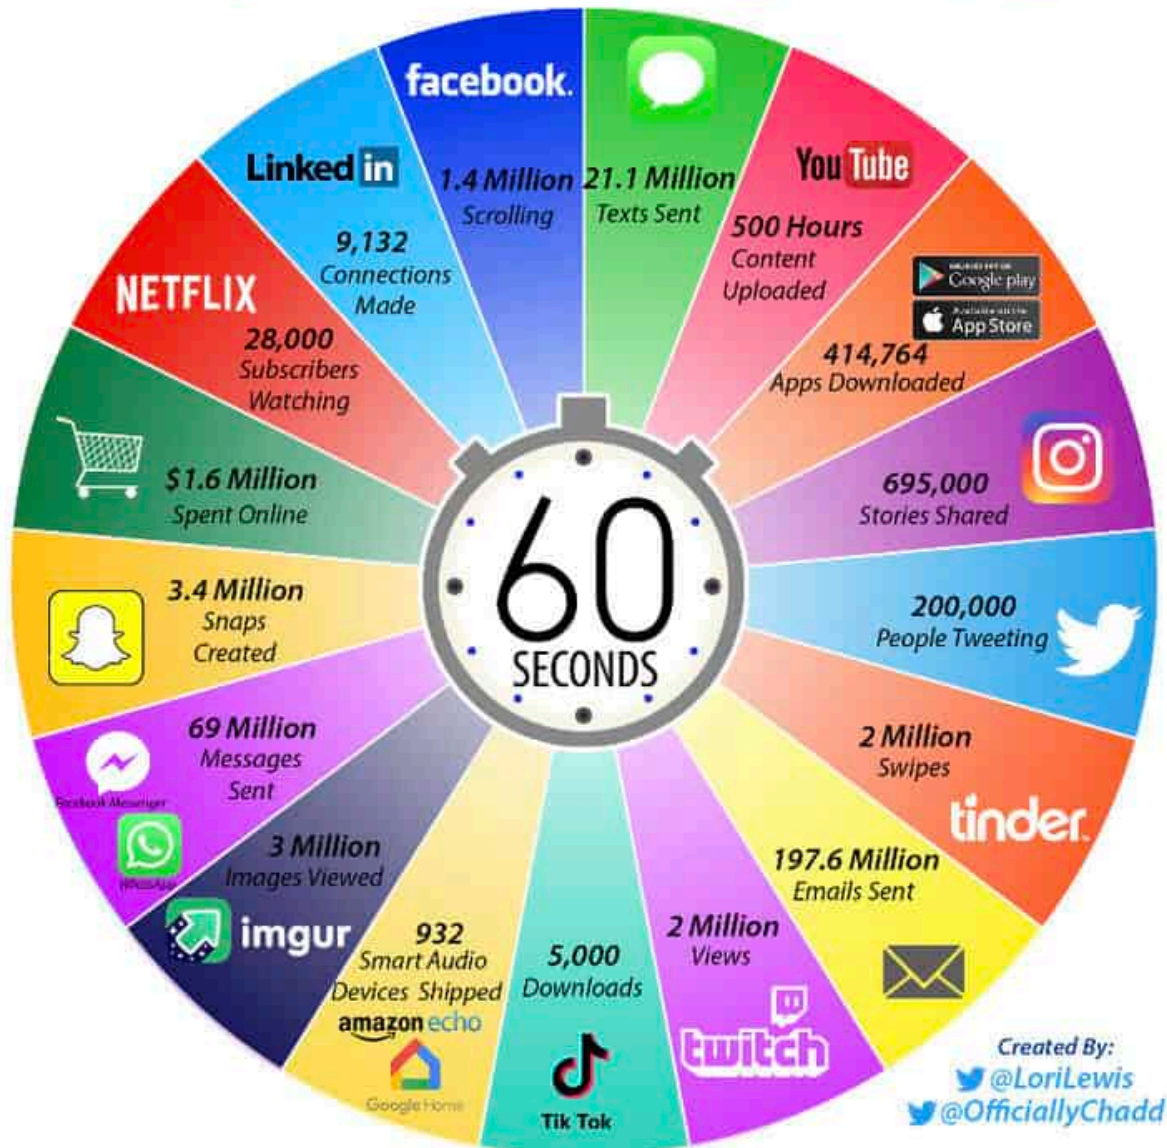 facebook.
1.4 Million
Scrolling
21.1 Million
Texts Sent
You Tube
500 Hours
Content
Uploaded
Google play
Available on the
App Store
414,764
Apps Downloaded
695,000
Stories Shared
200,000
People Tweeting
2 Million
Swipes
tinder
197.6 Million
Emails Sent
2 Million
Views
twitch
5,000
Downloads
Tik Tok
932
Smart Audio
Devices Shipped
amazon echo
Google Home
3 Million
Images Viewed
imgur
69 Million
Messages
Sent
Facebook Messenger
WhatsApp
3.4 Million
Snaps
Created
$1.6 Million
Spent Online
NETFLIX
28,000
Subscribers
Watching
Linked in
9,132
Connections
Made
60
SECONDS
Created By:
@LoriLewis
@OfficiallyChadd